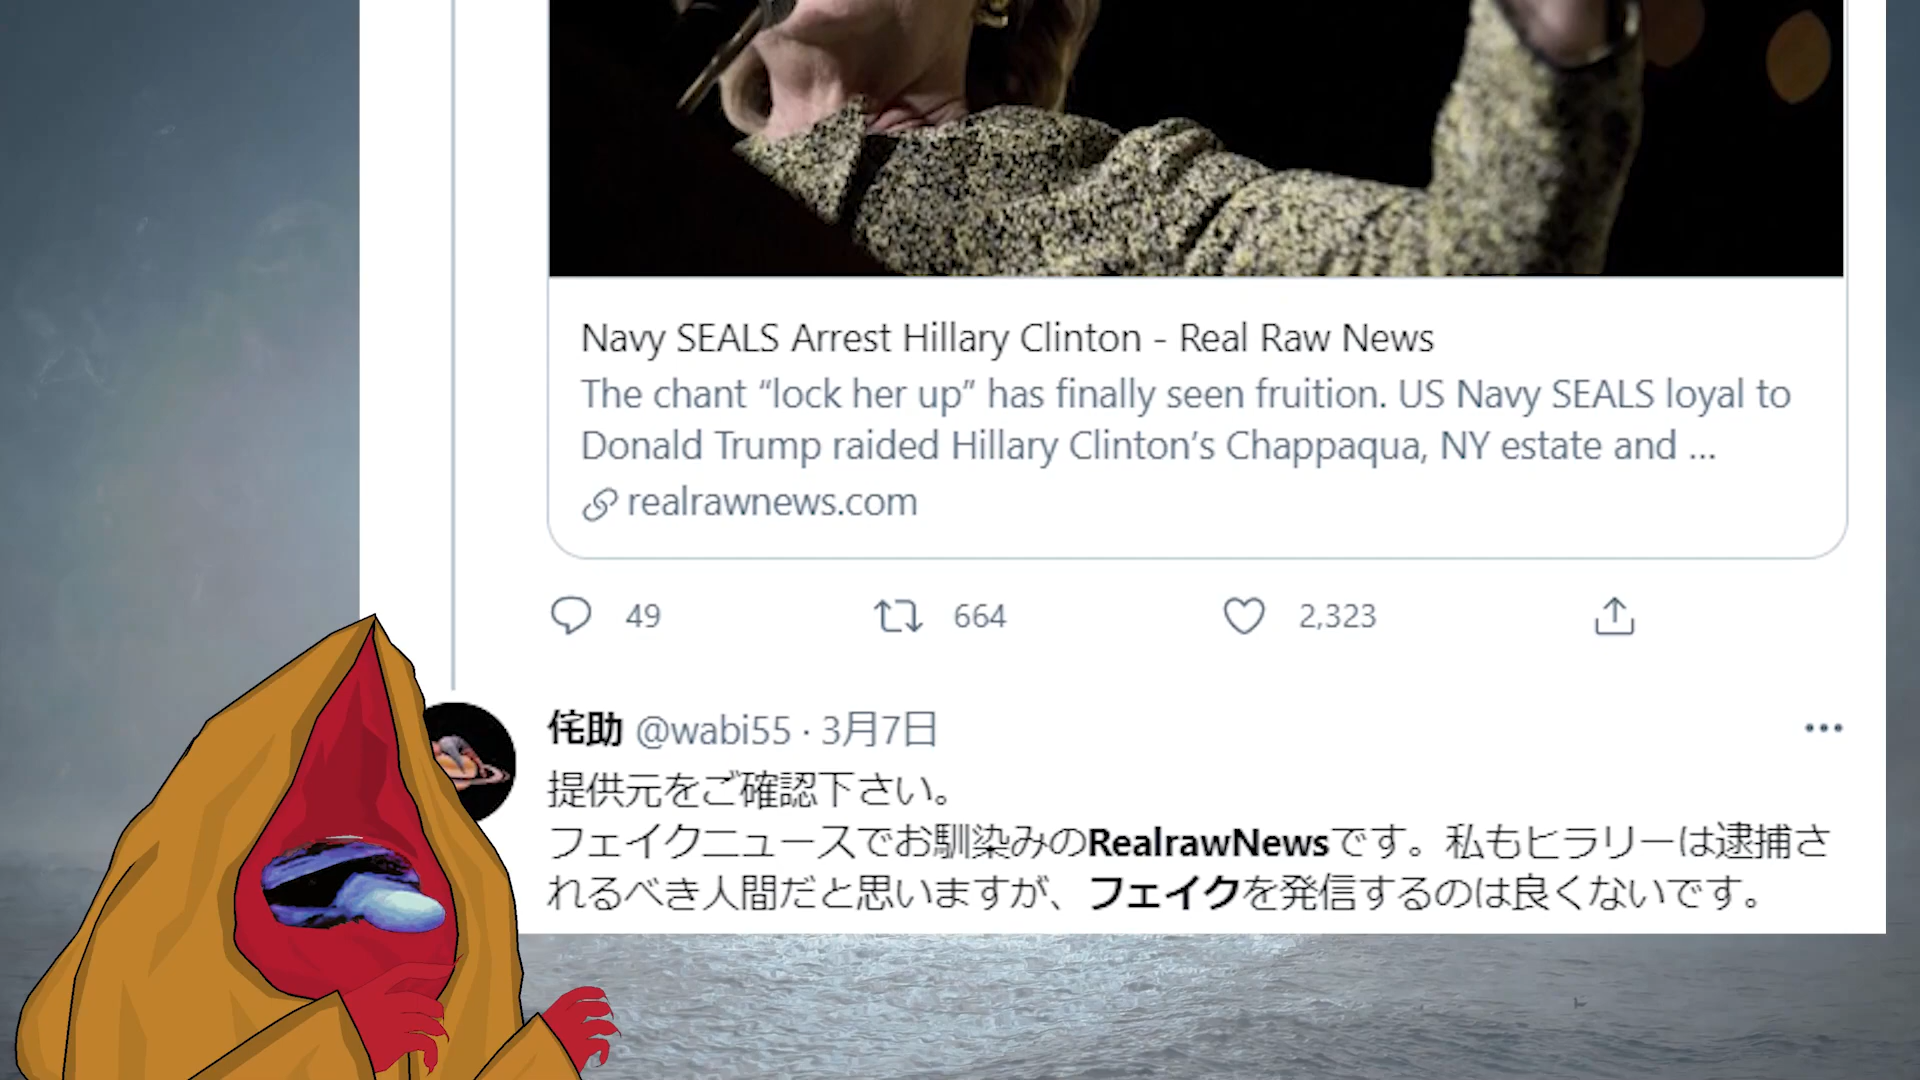 Navy SEALS Arrest Hillary Clinton - Real Raw News
The chant “lock her up” has finally seen fruition. US Navy SEALS loyal to
Donald Trump raided Hillary Clinton’s Chappaqua, NY estate and ...
realrawnews.com
49 664 2,323
侘助 @wabi55 · 3月7日
提供元をご確認下さい。
フェイクニュースでお馴染みのRealrawNewsです。私もヒラリーは逮捕さ
れるべき人間だと思いますが、フェイクを発信するのは良くないです。